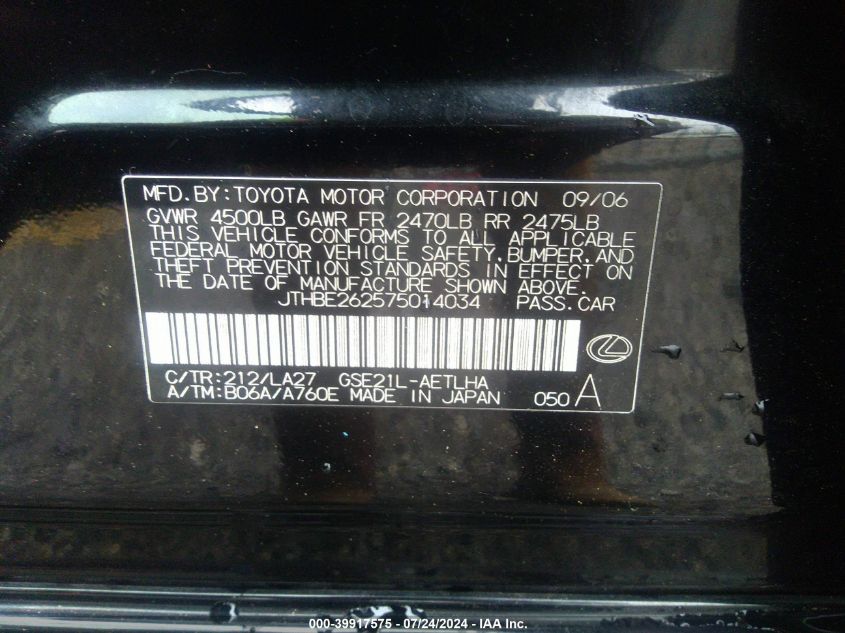 MFD.BY:TOYOTA MOTOR CORPORATION 09/06
GVWR 4500LB GAWR FR 2470LB RR 2475LB
THIS VEHICLE CONFORMS TO ALL APPLICABLE
FEDERAL MOTOR VEHICLE SAFETY,BUMPER,AND
THEFT PREVENTION STANDARDS IN EFFECT ON
THE DATE OF MANUFACTURE SHOWN ABOVE.
JTHBE262575014034 PASS.CAR
C/TR:212/LA27 GSE21L-AETLHA
A/TM:B06A/A760E MADE IN JAPAN 050 A
000-39917575 - 07/24/2024 - IAA Inc.